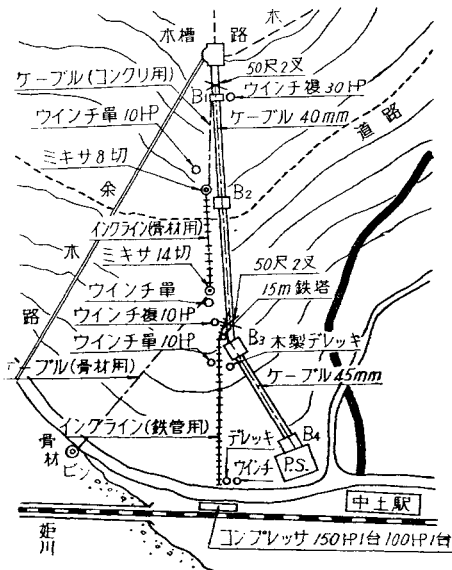 水槽
路
木
50尺2叉
ケーブル(コンクリ用)
B1
ウインチ複30HP
ウインチ単10HP
ケーブル40mm
道路
ミキサ8切
余
B2
水
インクライン(骨材用)
50尺2叉
ミキサ14切
15m鉄塔
ウインチ単
ウインチ複10HP
路
B3
木製デレッキ
ウインチ単10HP
ケーブル(骨材用)
ケーブル45mm
インクライン(鉄管用)
デレッキ
B4
骨材
ビン
ウインチ
P.S.
中土駅
姫川
コンプレッサ150HP1台100HP1台